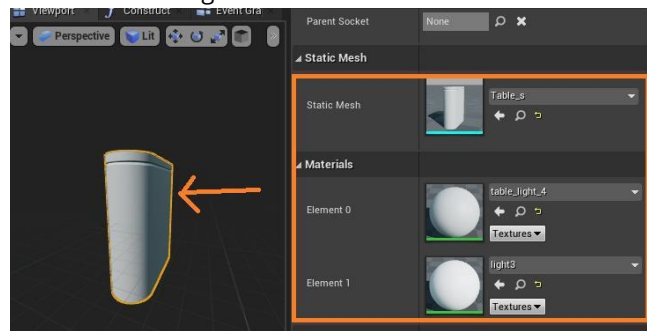 Viewport
Construct
Event Gra
Perspective
Lit
Parent Socket
None
Static Mesh
Static Mesh
Table_s
Materials
Element 0
table_light_4
Textures
Element 1
light3
Textures